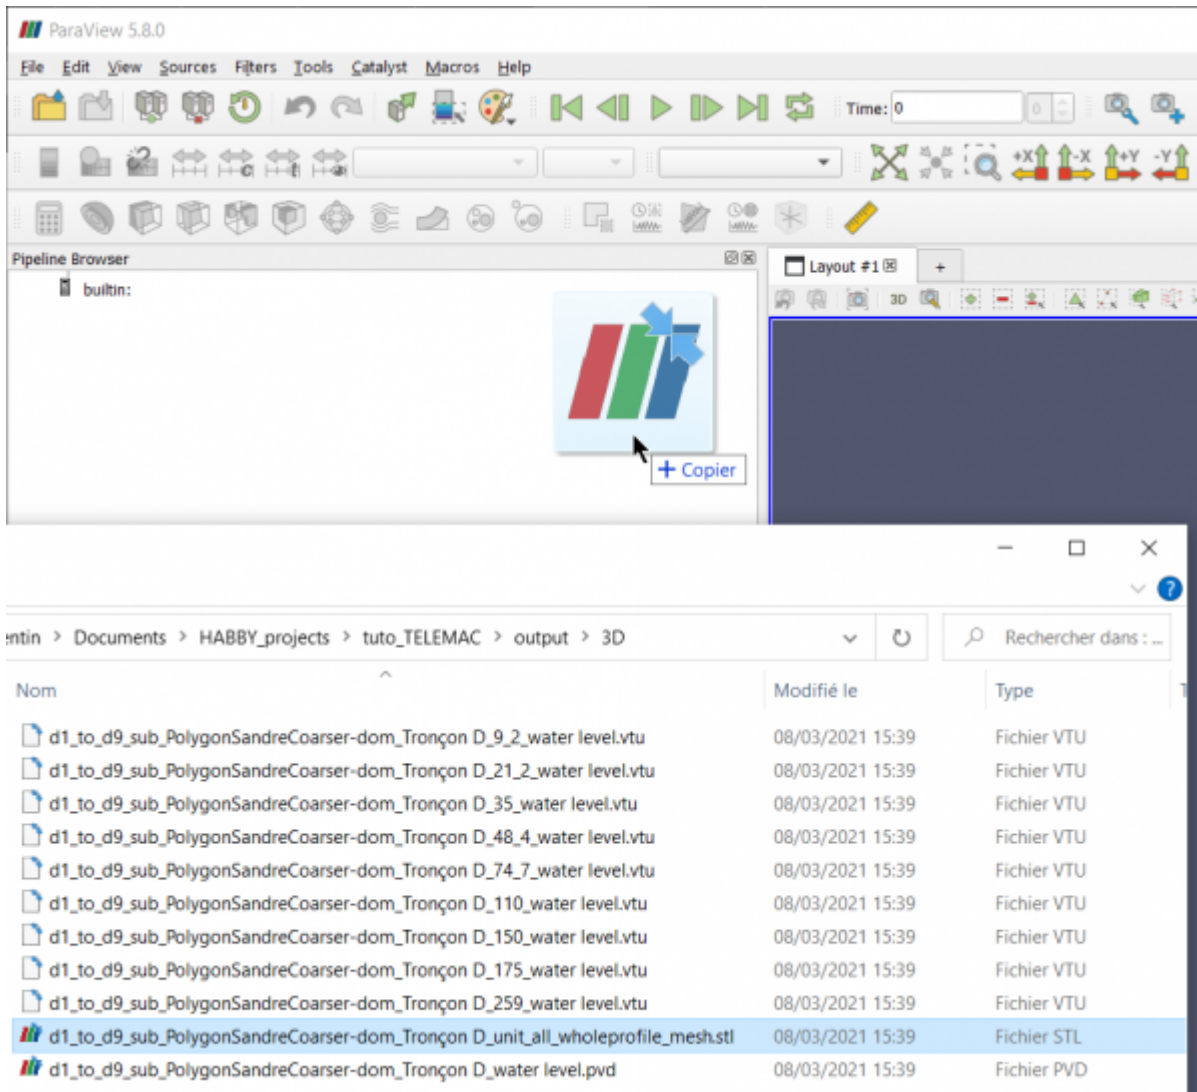 ParaView 5.8.0
File Edit View Sources Filters Tools Catalyst Macros Help
Time: 0 0
+X -X +Y -Y
Pipeline Browser
Layout #1 +
builtin:
3D
+ Copier
entin > Documents > HABBY_projects > tuto_TELEMAC > output > 3D Rechercher dans : ...
Nom Modifié le Type T
d1_to_d9_sub_PolygonSandreCoarser-dom_Tronçon D_9_2_water level.vtu 08/03/2021 15:39 Fichier VTU
d1_to_d9_sub_PolygonSandreCoarser-dom_Tronçon D_21_2_water level.vtu 08/03/2021 15:39 Fichier VTU
d1_to_d9_sub_PolygonSandreCoarser-dom_Tronçon D_35_water level.vtu 08/03/2021 15:39 Fichier VTU
d1_to_d9_sub_PolygonSandreCoarser-dom_Tronçon D_48_4_water level.vtu 08/03/2021 15:39 Fichier VTU
d1_to_d9_sub_PolygonSandreCoarser-dom_Tronçon D_74_7_water level.vtu 08/03/2021 15:39 Fichier VTU
d1_to_d9_sub_PolygonSandreCoarser-dom_Tronçon D_110_water level.vtu 08/03/2021 15:39 Fichier VTU
d1_to_d9_sub_PolygonSandreCoarser-dom_Tronçon D_150_water level.vtu 08/03/2021 15:39 Fichier VTU
d1_to_d9_sub_PolygonSandreCoarser-dom_Tronçon D_175_water level.vtu 08/03/2021 15:39 Fichier VTU
d1_to_d9_sub_PolygonSandreCoarser-dom_Tronçon D_259_water level.vtu 08/03/2021 15:39 Fichier VTU
d1_to_d9_sub_PolygonSandreCoarser-dom_Tronçon D_unit_all_wholeprofile_mesh.stl 08/03/2021 15:39 Fichier STL
d1_to_d9_sub_PolygonSandreCoarser-dom_Tronçon D_water level.pvd 08/03/2021 15:39 Fichier PVD